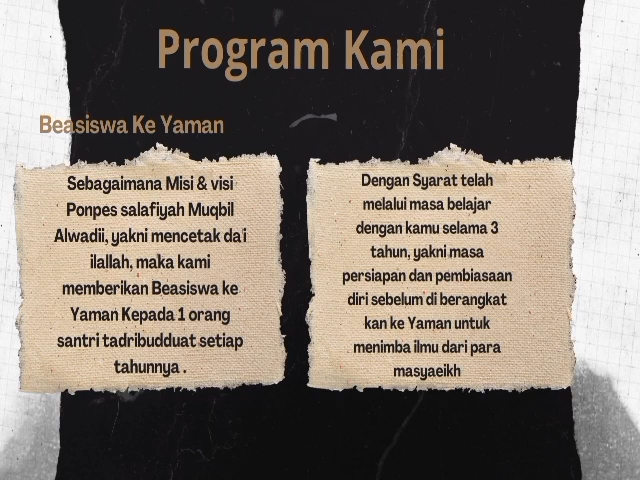 Program Kami
Beasiswa Ke Yaman
Sebagaimana Misi & visi
Ponpes salafiyah Muqbil
Alwadii, yakni mencetak da'i
ilallah, maka kami
memberikan Beasiswa ke
Yaman Kepada 1 orang
santri tadribudduat setiap
tahunnya .
Dengan Syarat telah
melalui masa belajar
dengan kamu selama 3
tahun, yakni masa
persiapan dan pembiasaan
diri sebelum di berangkat
kan ke Yaman untuk
menimba ilmu dari para
masyaeikh